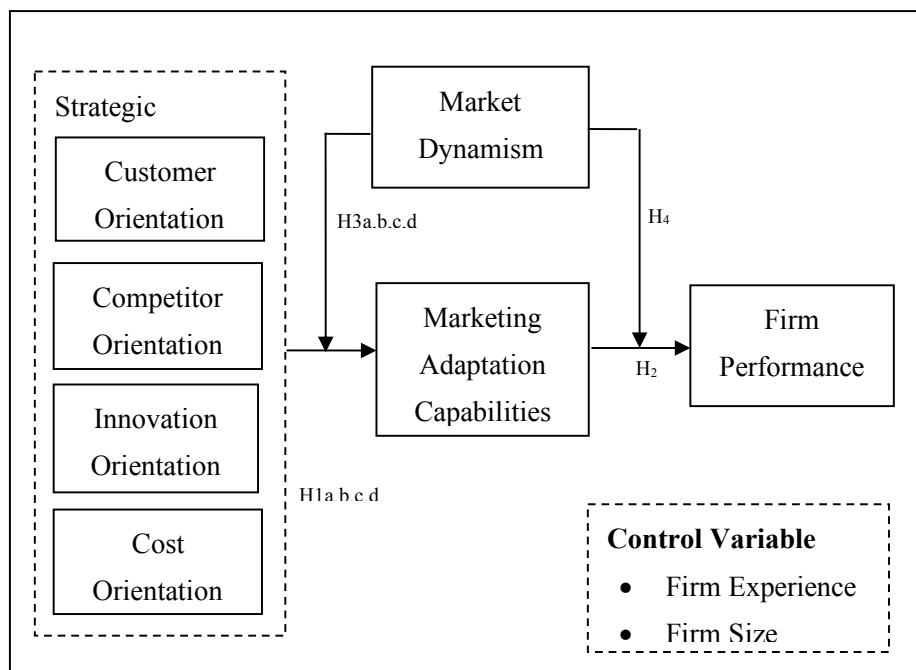 Strategic
Customer
Orientation
Competitor
Orientation
Innovation
Orientation
Cost
Orientation
H1a.b.c.d
Market
Dynamism
H3a.b.c.d
H4
Marketing
Adaptation
Capabilities
H2
Firm
Performance
Control Variable
• Firm Experience
• Firm Size